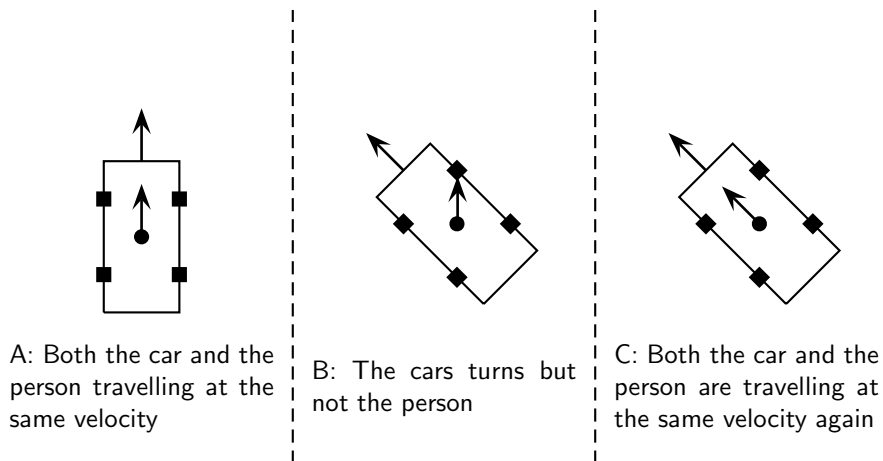 A: Both the car and the
person travelling at the
same velocity
B: The cars turns but
not the person
C: Both the car and the
person are travelling at
the same velocity again